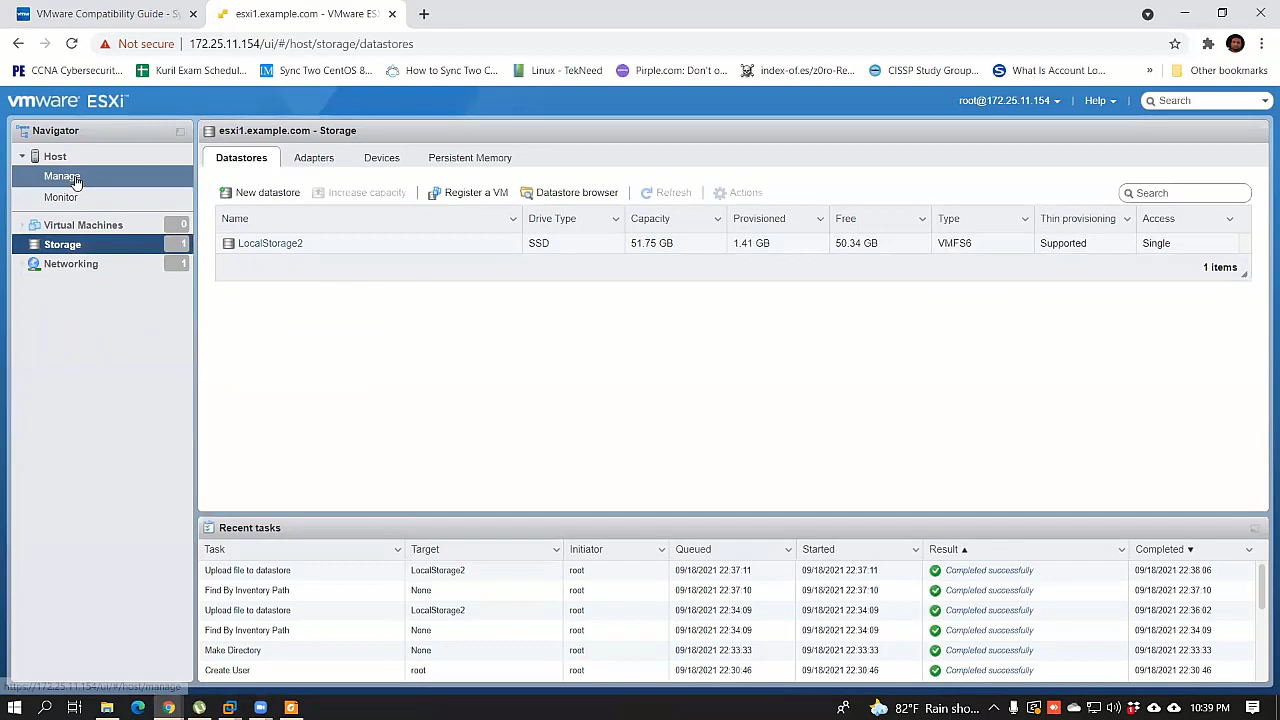 VMware Compatibility Guide - Sy
esxi1.example.com - VMware ES
Not secure
172.25.11.154/ui/#/host/storage/datastores
CCNA Cybersecurit...
Kuril Exam Schedul...
Sync Two CentOS 8...
How to Sync Two C...
Linux - TekNeed
Pirple.com: Don't o...
index-of.es/z0ro-Re...
CISSP Study Group...
What Is Account Lo...
»
Other bookmarks
vmware ESXi™
root@172.25.11.154
Help
Search
Navigator
Host
Manage
Monitor
Virtual Machines 0
Storage 1
Networking 1
esxi1.example.com - Storage
Datastores Adapters Devices Persistent Memory
New datastore Increase capacity Register a VM Datastore browser Refresh Actions
Search
Name Drive Type Capacity Provisioned Free Type Thin provisioning Access
LocalStorage2 SSD 51.75 GB 1.41 GB 50.34 GB VMFS6 Supported Single
1 items
Recent tasks
Task Target Initiator Queued Started Result ▲ Completed ▼
Upload file to datastore LocalStorage2 root 09/18/2021 22:37:11 09/18/2021 22:37:11 Completed successfully 09/18/2021 22:38:06
Find By Inventory Path None root 09/18/2021 22:37:10 09/18/2021 22:37:10 Completed successfully 09/18/2021 22:37:10
Upload file to datastore LocalStorage2 root 09/18/2021 22:34:09 09/18/2021 22:34:09 Completed successfully 09/18/2021 22:36:02
Find By Inventory Path None root 09/18/2021 22:34:09 09/18/2021 22:34:09 Completed successfully 09/18/2021 22:34:09
Make Directory None root 09/18/2021 22:33:33 09/18/2021 22:33:33 Completed successfully 09/18/2021 22:33:33
Create User root root 09/18/2021 22:30:46 09/18/2021 22:30:46 Completed successfully 09/18/2021 22:30:46
https://172.25.11.154/ui/#/host/manage
82°F Rain sho...
10:39 PM